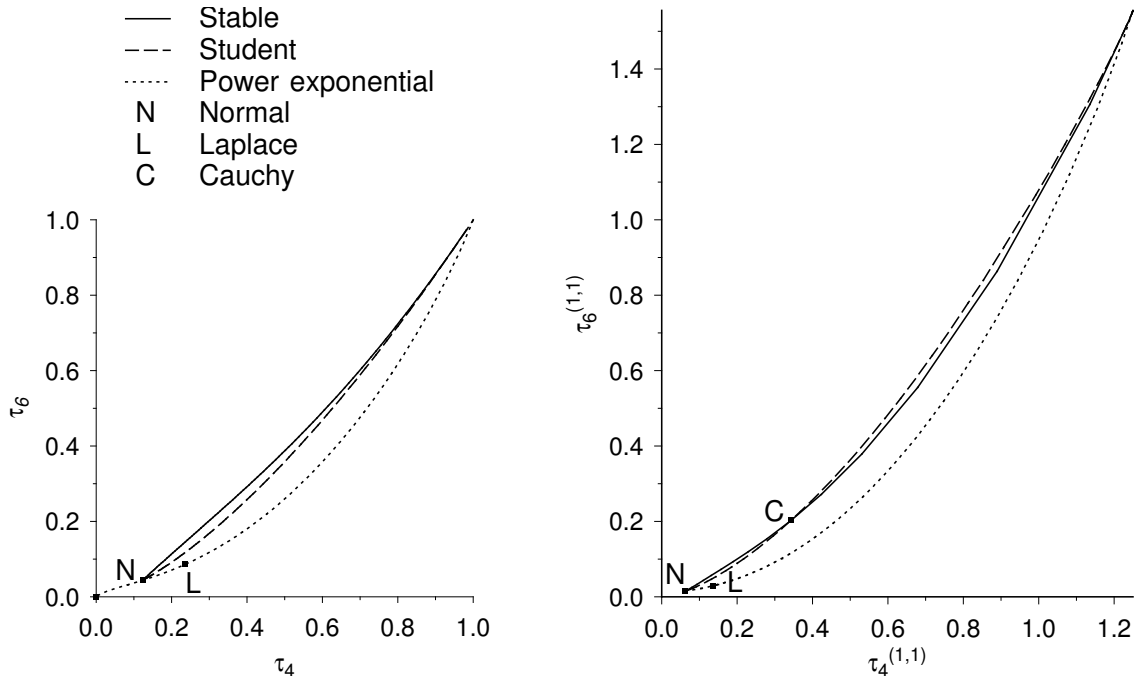 Stable
Student
Power exponential
N Normal
L Laplace
C Cauchy
1.0
0.8
0.6
0.4
0.2
0.0
τ6
N
L
0.0 0.2 0.4 0.6 0.8 1.0
τ4
1.4
1.2
1.0
0.8
0.6
0.4
0.2
0.0
τ6(1,1)
C
N
L
0.0 0.2 0.4 0.6 0.8 1.0 1.2
τ4(1,1)